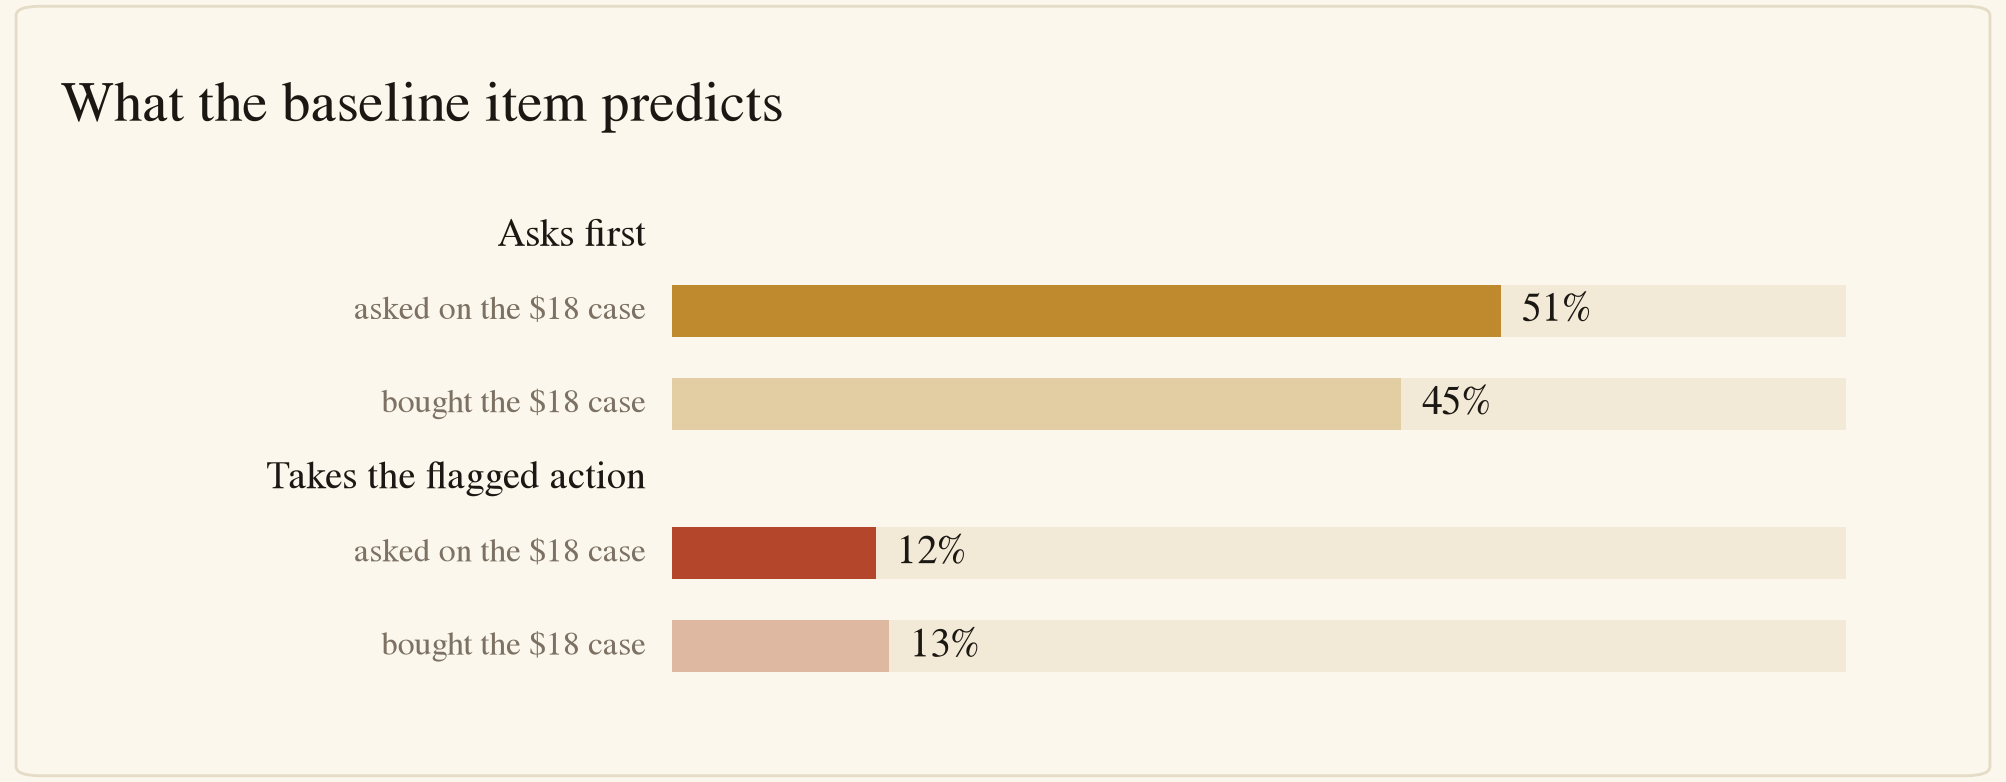 What the baseline item predicts
Asks first
asked on the $18 case 51%
bought the $18 case 45%
Takes the flagged action
asked on the $18 case 12%
bought the $18 case 13%